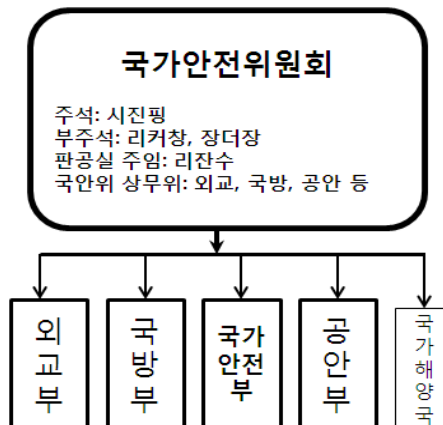 국가안전위원회
주석: 시진핑
부주석: 리커창, 장더장
판공실 주임: 리잔수
국안위 상무위: 외교, 국방, 공안 등
외교부
국방부
국가
안전
부
공안부
국가해양국